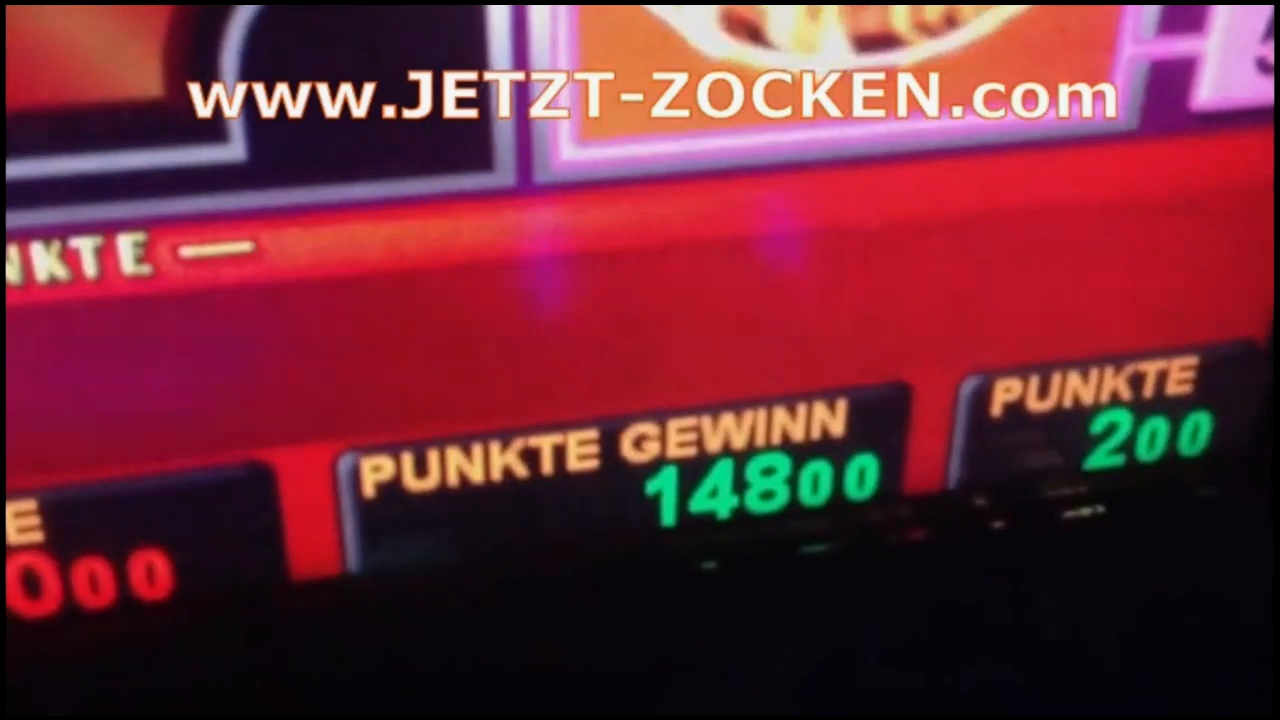 www.JETZT-ZOCKEN.com
NKTE —
PUNKTE GEWINN
14800
PUNKTE
200
E
000